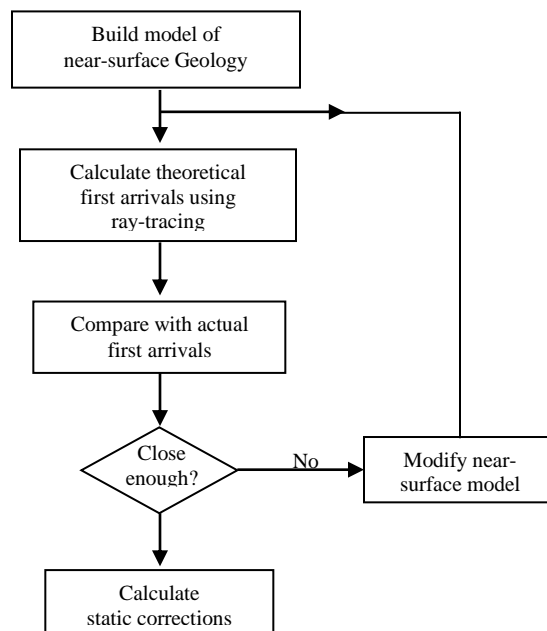 Build model of
near-surface Geology
Calculate theoretical
first arrivals using
ray-tracing
Compare with actual
first arrivals
Close
enough?
No
Modify near-
surface model
Calculate
static corrections